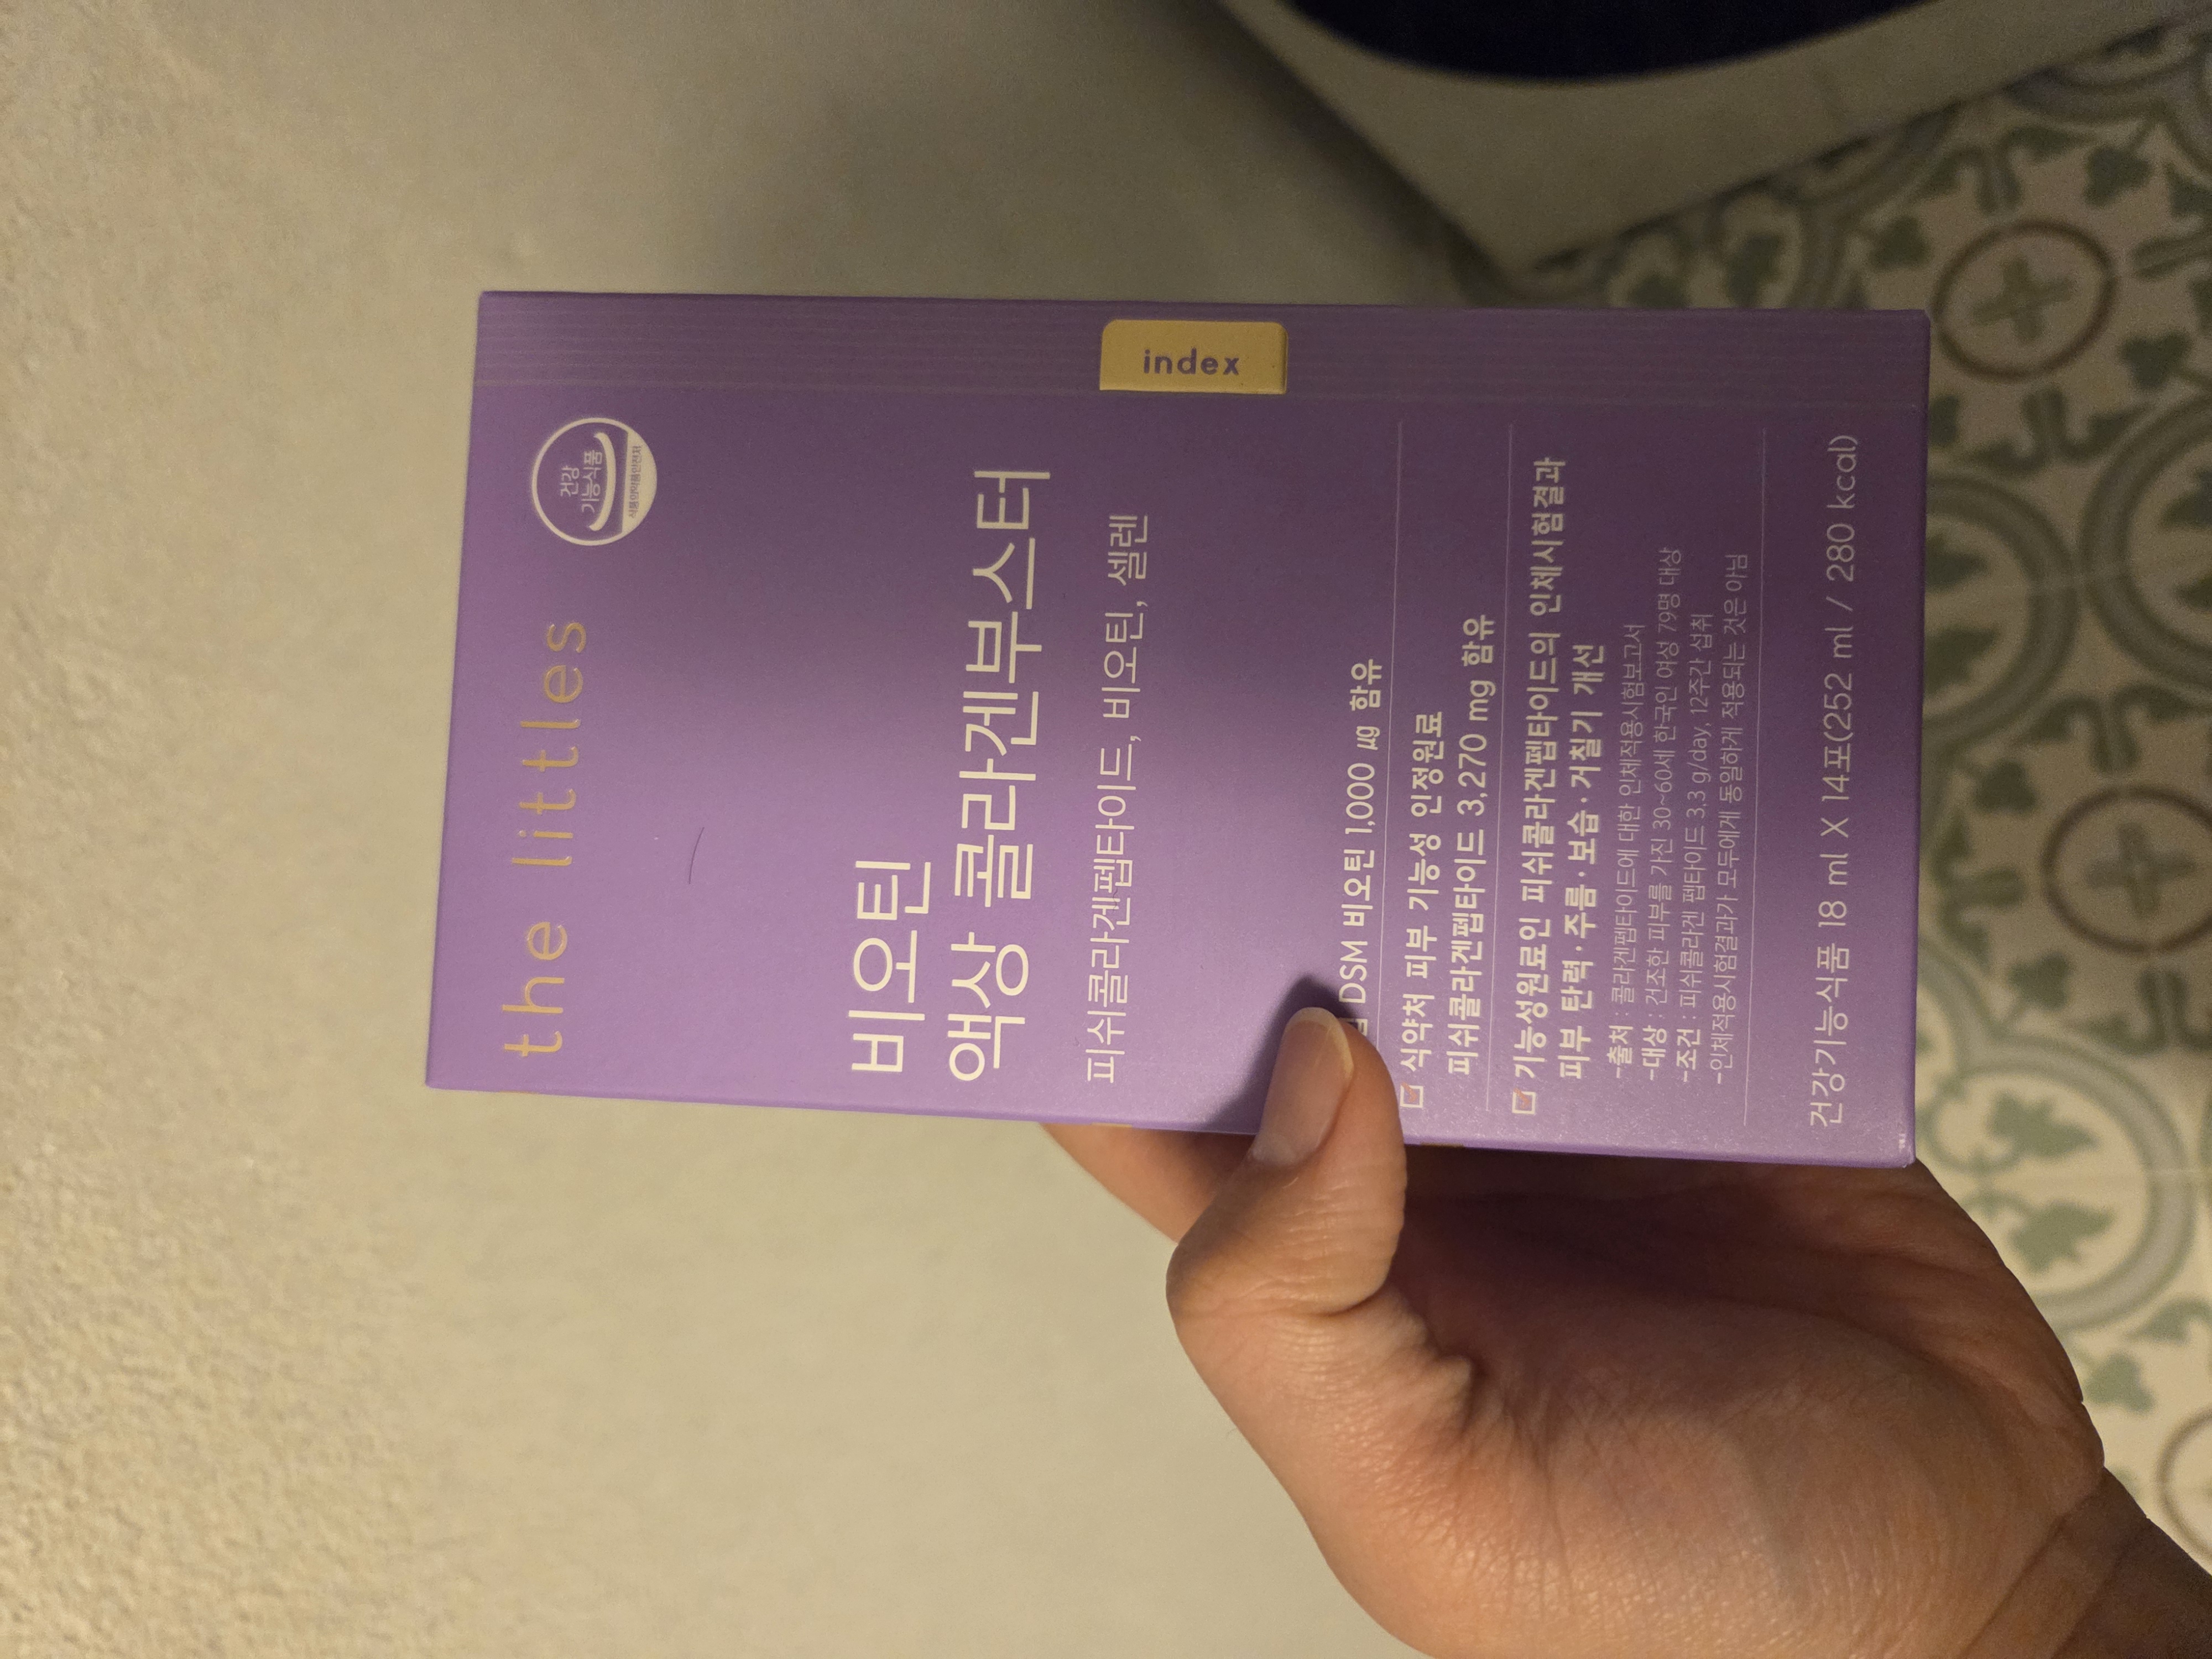 the littles
건강
기능식품
식품의약품안전처
index
비오틴
액상 콜라겐부스터
피쉬콜라겐펩타이드, 비오틴, 셀렌
DSM 비오틴 1,000 ㎍ 함유
식약처 피부 기능성 인정원료
피쉬콜라겐펩타이드 3,270 mg 함유
기능성원료인 피쉬콜라겐펩타이드의 인체시험결과
피부 탄력·주름·보습·거칠기 개선
-출처 : 콜라겐펩타이드에 대한 인체적용시험보고서
-대상 : 건조한 피부를 가진 30~60세 한국인 여성 79명 대상
-조건 : 피쉬콜라겐 펩타이드 3.3 g/day, 12주간 섭취
-인체적용시험결과가 모두에게 동일하게 적용되는 것은 아님
건강기능식품 18 ml X 14포(252 ml / 280 kcal)